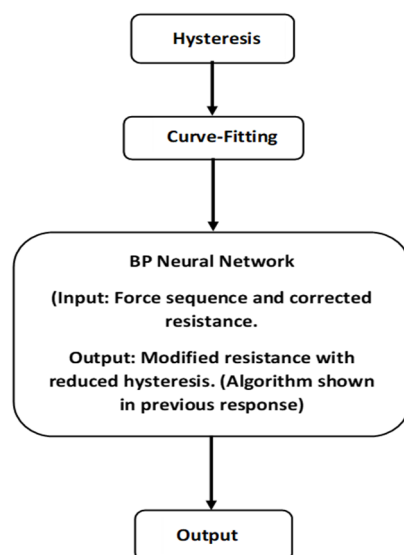 Hysteresis
Curve-Fitting
BP Neural Network
(Input: Force sequence and corrected
resistance.
Output: Modified resistance with
reduced hysteresis. (Algorithm shown
in previous response)
Output